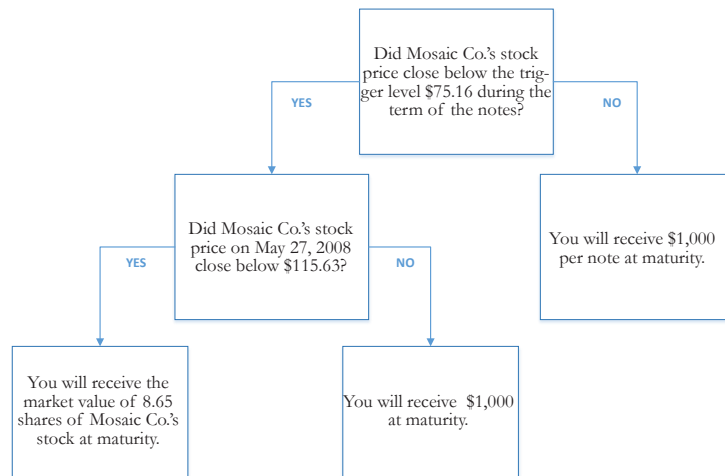 Did Mosaic Co.'s stock
price close below the trig-
ger level $75.16 during the
term of the notes?
YES
NO
Did Mosaic Co.'s stock
price on May 27, 2008
close below $115.63?
You will receive $1,000
per note at maturity.
YES
NO
You will receive the
market value of 8.65
shares of Mosaic Co.'s
stock at maturity.
You will receive $1,000
at maturity.